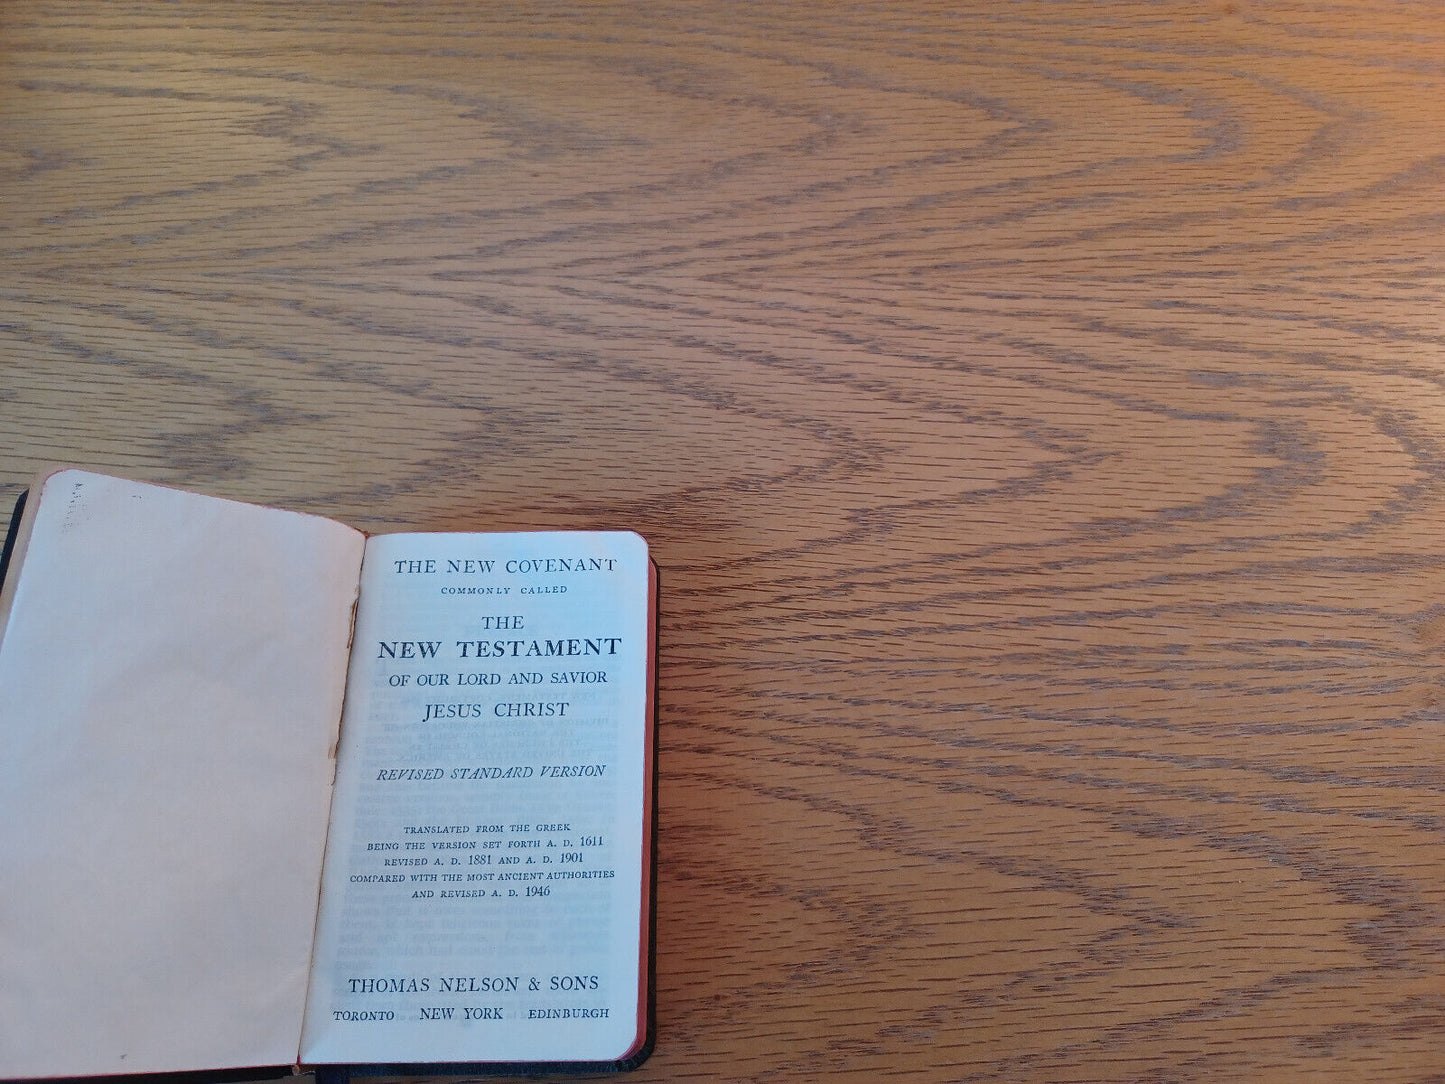 THE NEW COVENANT
COMMONLY CALLED
THE
NEW TESTAMENT
OF OUR LORD AND SAVIOR
JESUS CHRIST
REVISED STANDARD VERSION
TRANSLATED FROM THE GREEK
BEING THE VERSION SET FORTH A. D. 1611
REVISED A. D. 1881 AND A. D. 1901
COMPARED WITH THE MOST ANCIENT AUTHORITIES
AND REVISED A. D. 1946
THOMAS NELSON & SONS
TORONTO NEW YORK EDINBURGH